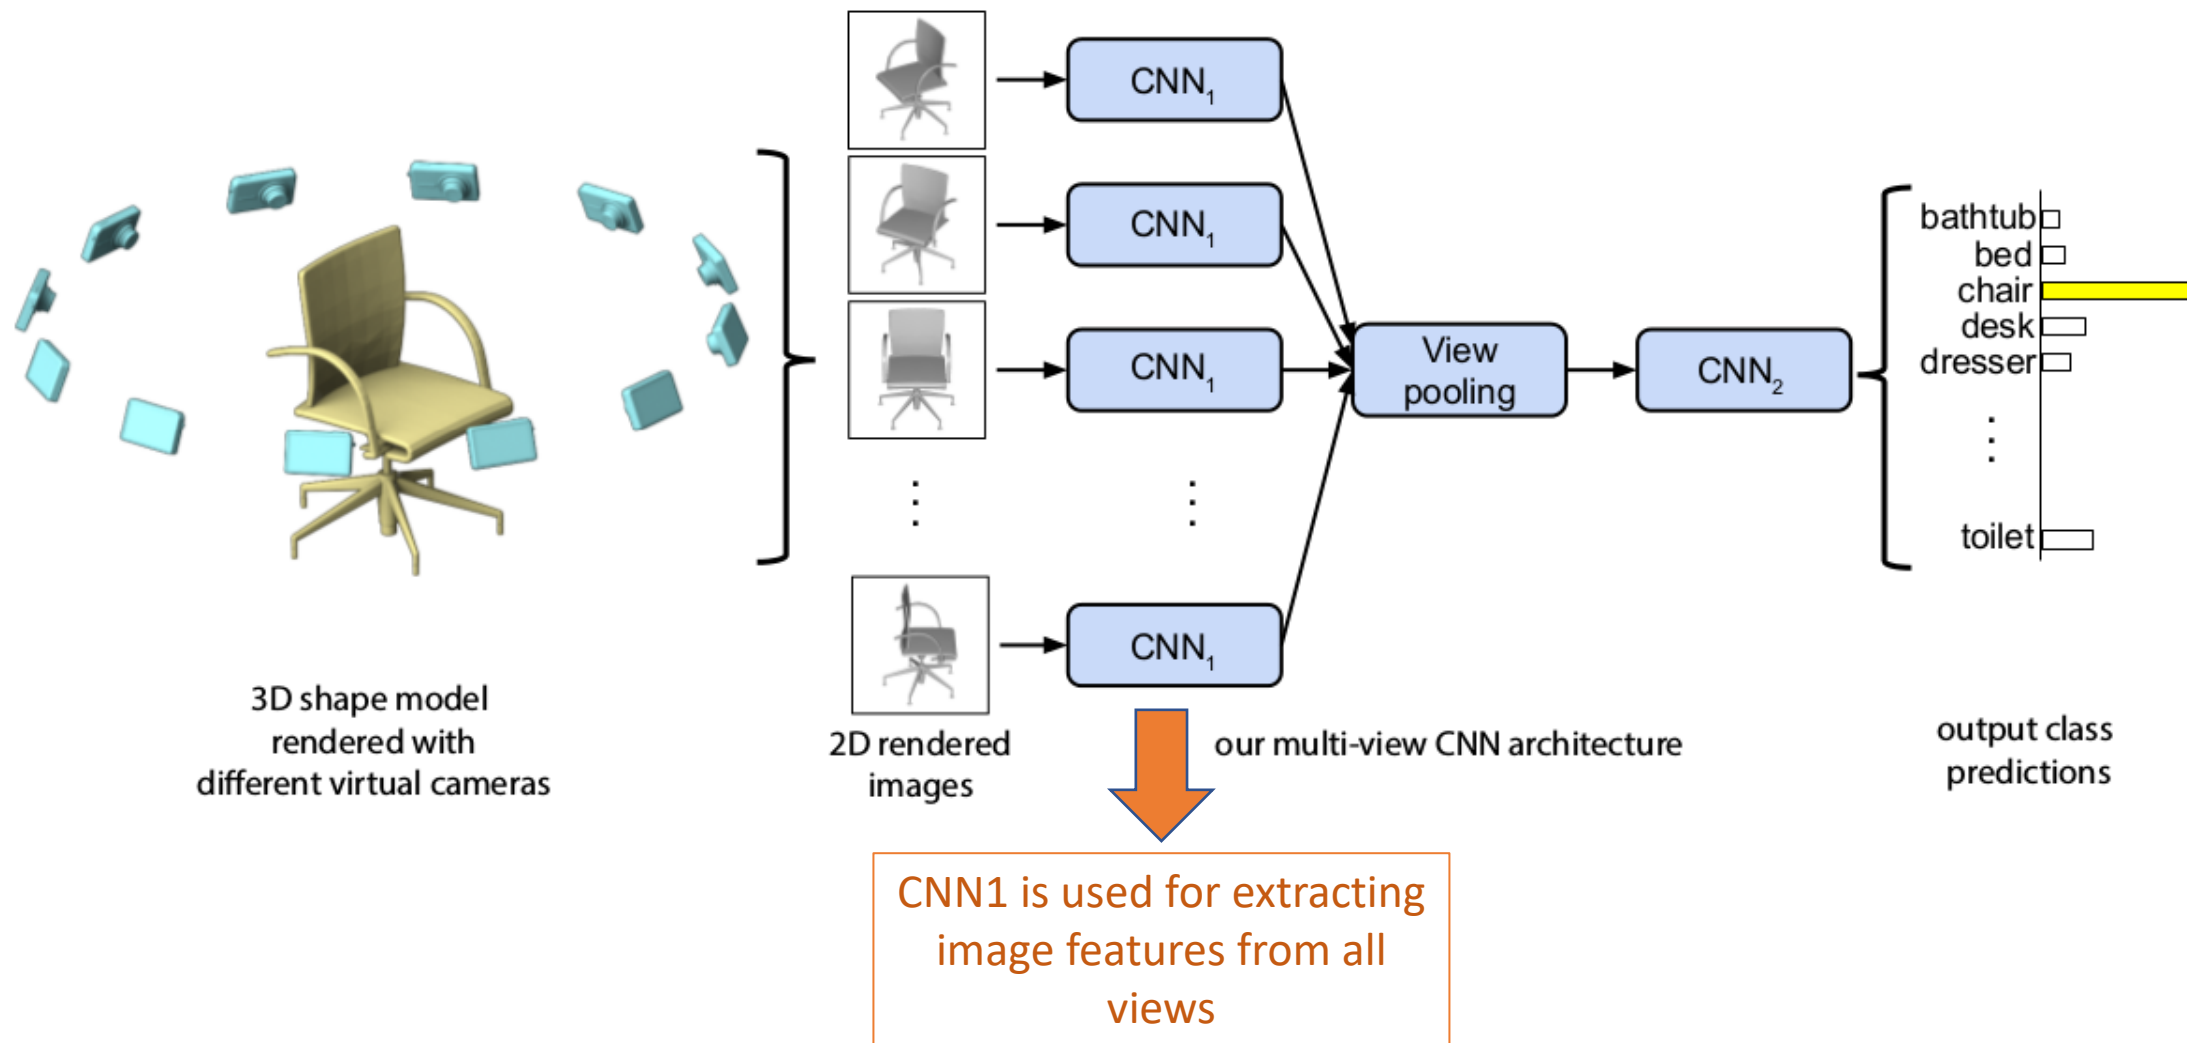 CNN₁
CNN₁
CNN₁
CNN₁
View
pooling
CNN₂
bathtub
bed
chair
desk
dresser
toilet
3D shape model
rendered with
different virtual cameras
2D rendered
images
our multi-view CNN architecture
output class
predictions
CNN1 is used for extracting
image features from all
views